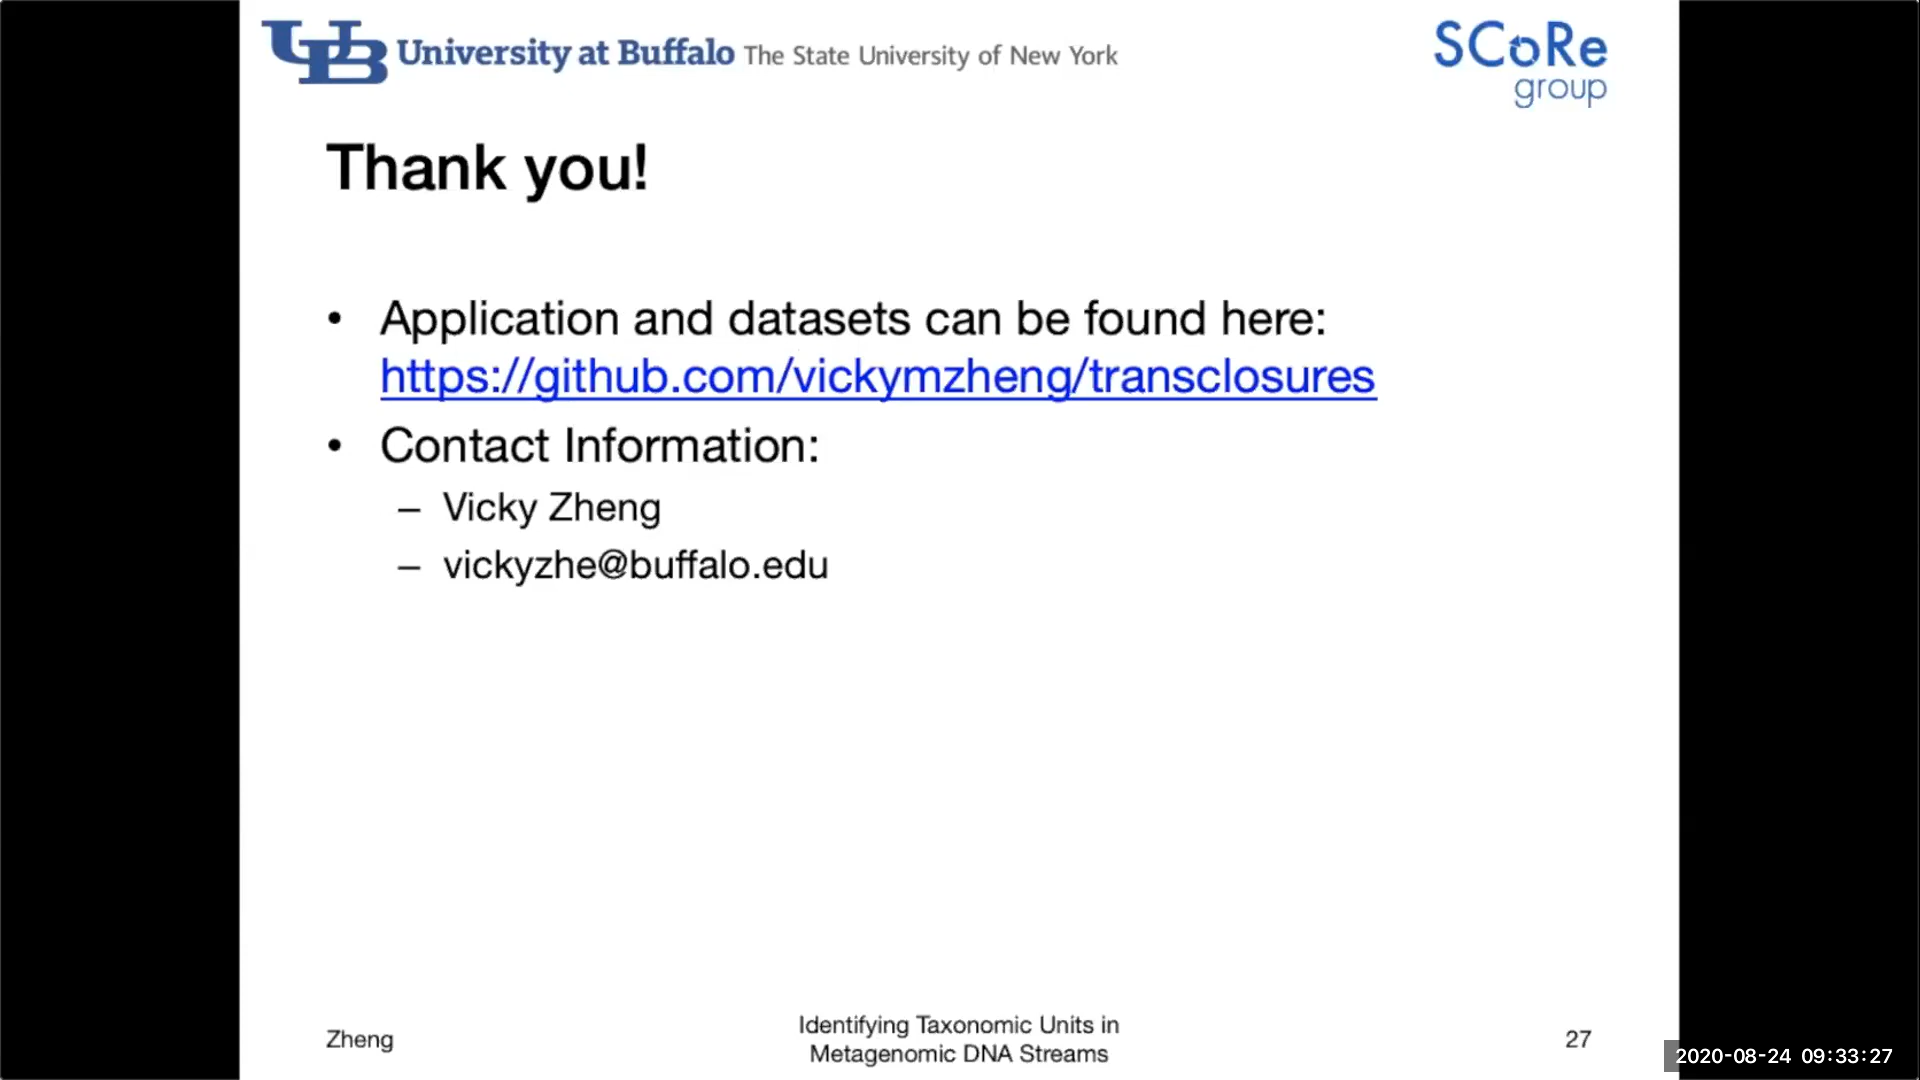 UB University at Buffalo The State University of New York
SCoRe
group
Thank you!
• Application and datasets can be found here:
https://github.com/vickymzheng/transclosures
• Contact Information:
– Vicky Zheng
– vickyzhe@buffalo.edu
Zheng
Identifying Taxonomic Units in
Metagenomic DNA Streams
27
2020-08-24 09:33:27